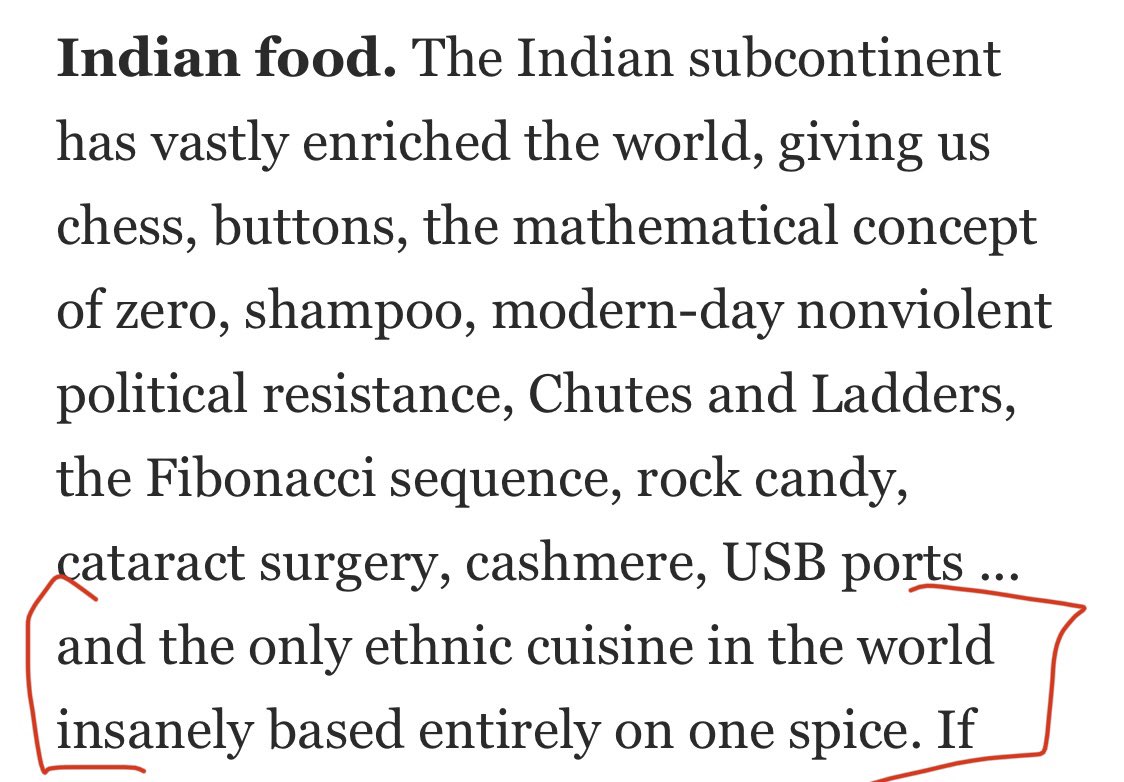 Indian food. The Indian subcontinent
has vastly enriched the world, giving us
chess, buttons, the mathematical concept
of zero, shampoo, modern-day nonviolent
political resistance, Chutes and Ladders,
the Fibonacci sequence, rock candy,
cataract surgery, cashmere, USB ports ...
and the only ethnic cuisine in the world
insanely based entirely on one spice. If